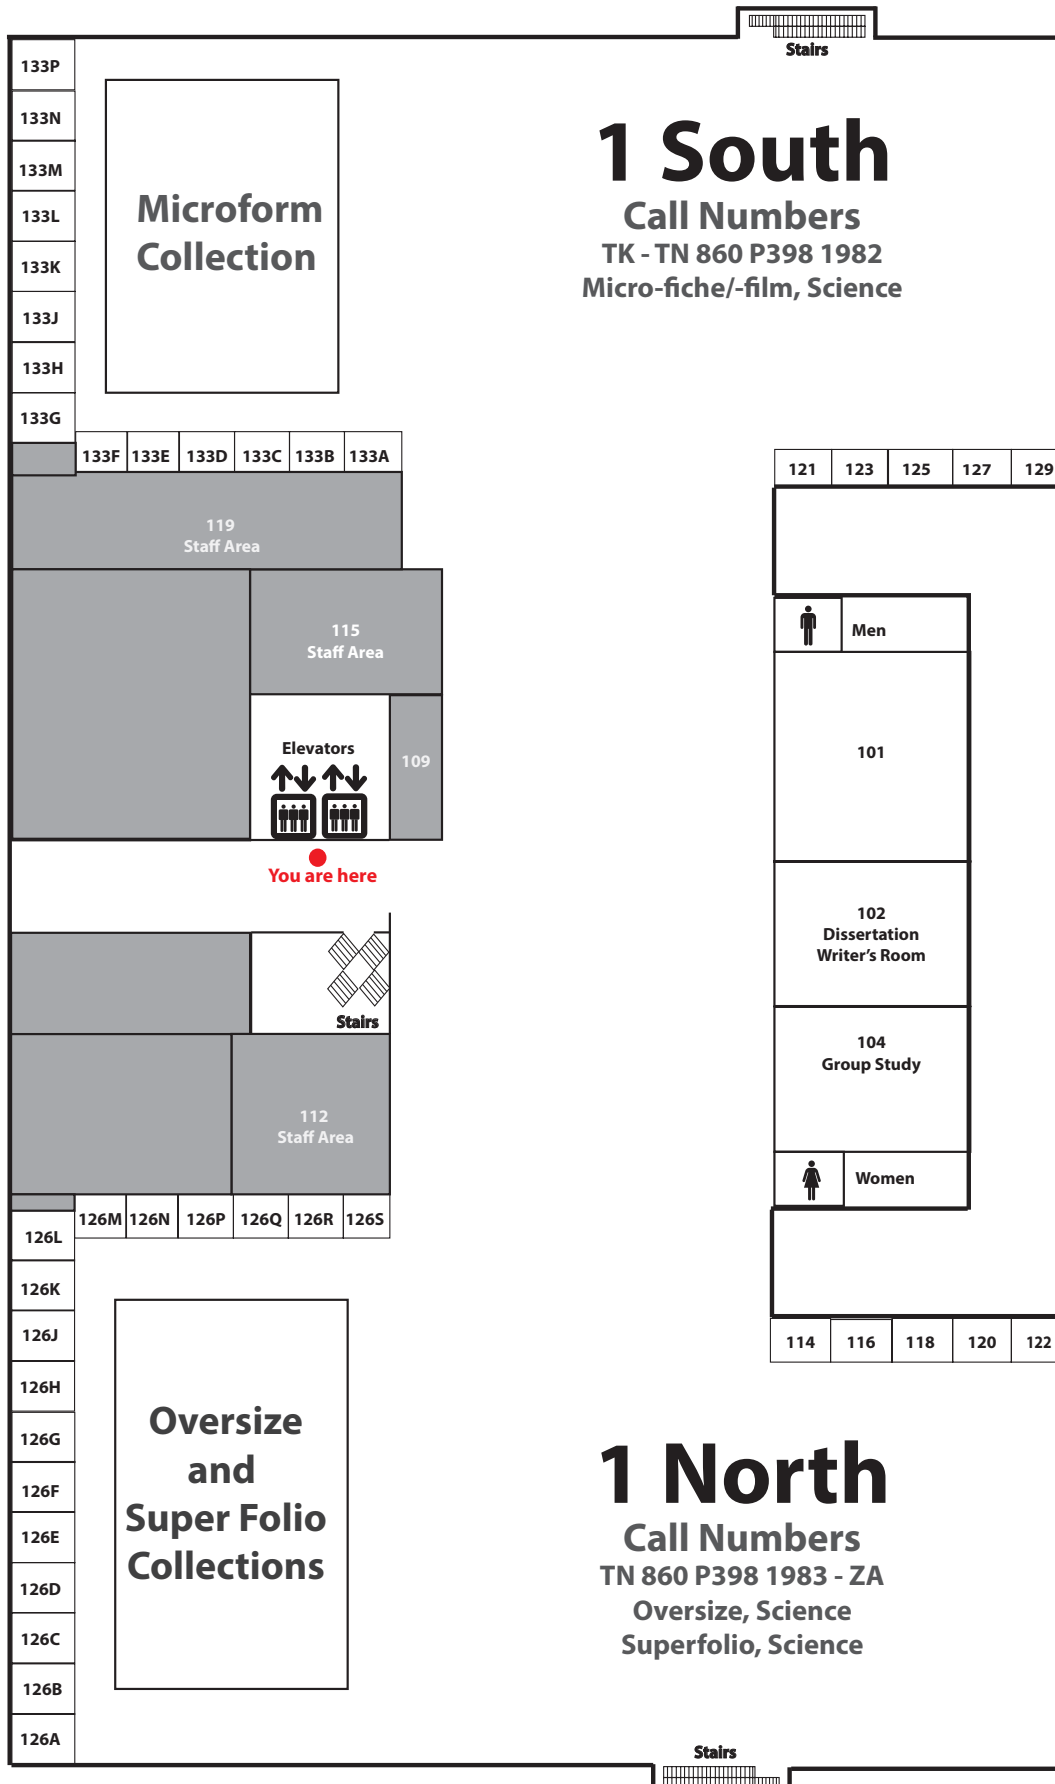 Stairs
133P
133N
133M
133L
133K
133J
133H
133G
Microform
Collection
1 South
Call Numbers
TK - TN 860 P398 1982
Micro-fiche/-film, Science
133F 133E 133D 133C 133B 133A
121 123 125 127 129
119
Staff Area
115
Staff Area
Men
Elevators
109
101
You are here
102
Dissertation
Writer's Room
Stairs
104
Group Study
112
Staff Area
Women
126M 126N 126P 126Q 126R 126S
126L
126K
126J
126H
126G
126F
126E
126D
126C
126B
126A
114 116 118 120 122
Oversize
and
Super Folio
Collections
1 North
Call Numbers
TN 860 P398 1983 - ZA
Oversize, Science
Superfolio, Science
Stairs